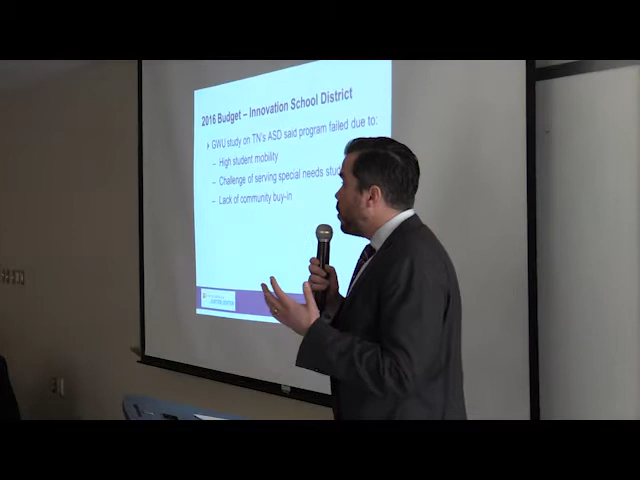 2016 Budget – Innovation School District
GWU study on TN's ASD said program failed due to:
– High student mobility
– Challenge of serving special needs
– Lack of community buy-in